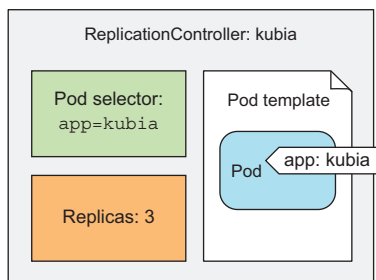 ReplicationController: kubia
Pod selector:
app=kubia
Replicas: 3
Pod template
Pod
app: kubia